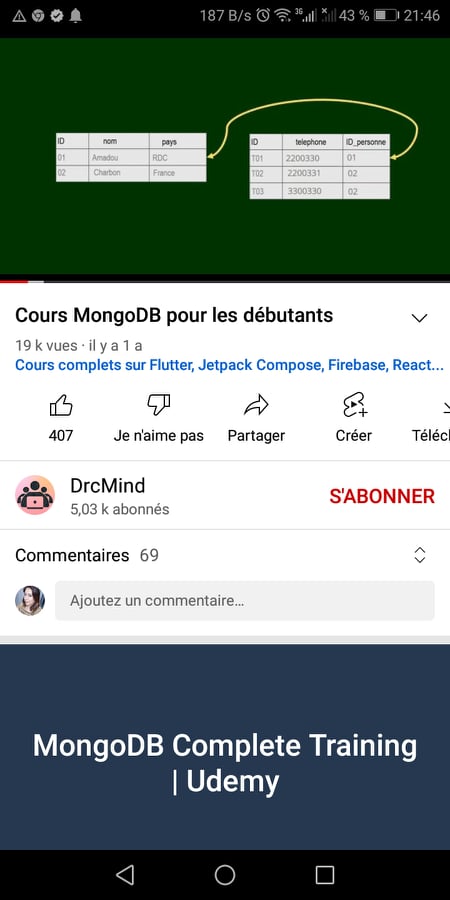 187 B/s 3G 43 % 21:46
ID nom pays
01 Amadou RDC
02 Charbon France
ID telephone ID_personne
T01 2200330 01
T02 2200331 02
T03 3300330 02
Cours MongoDB pour les débutants
19 k vues · il y a 1 a
Cours complets sur Flutter, Jetpack Compose, Firebase, React...
407 Je n'aime pas Partager Créer Téléc
DrcMind
5,03 k abonnés
S'ABONNER
Commentaires 69
Ajoutez un commentaire...
MongoDB Complete Training
| Udemy